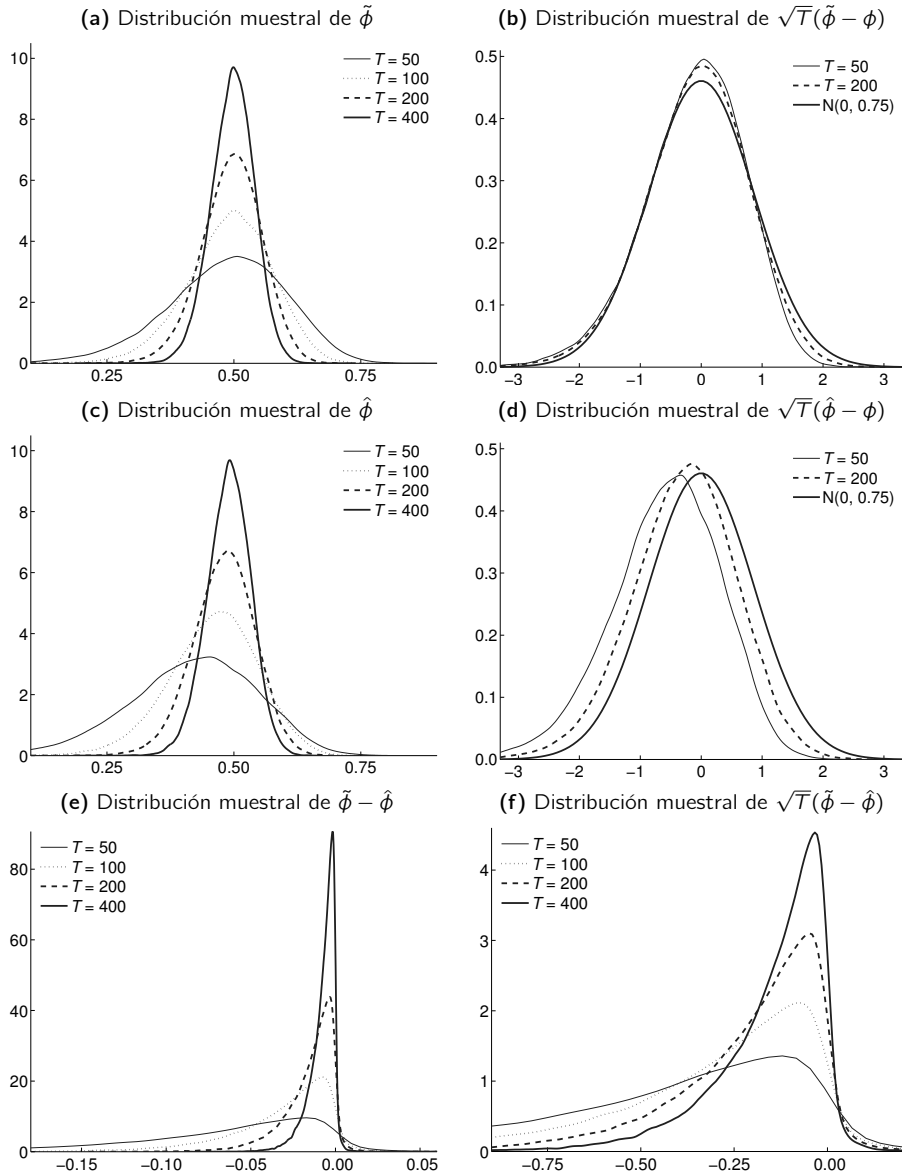 (a) Distribución muestral de ϕ̃
(b) Distribución muestral de √T(ϕ̃ − ϕ)
10
8
6
4
2
0
0.25 0.50 0.75
T = 50
T = 100
T = 200
T = 400
0.5
0.4
0.3
0.2
0.1
0.0
−3 −2 −1 0 1 2 3
T = 50
T = 200
N(0, 0.75)
(c) Distribución muestral de ϕ̂
(d) Distribución muestral de √T(ϕ̂ − ϕ)
10
8
6
4
2
0
0.25 0.50 0.75
T = 50
T = 100
T = 200
T = 400
0.5
0.4
0.3
0.2
0.1
0.0
−3 −2 −1 0 1 2 3
T = 50
T = 200
N(0, 0.75)
(e) Distribución muestral de ϕ̃ − ϕ̂
(f) Distribución muestral de √T(ϕ̃ − ϕ̂)
80
60
40
20
0
−0.15 −0.10 −0.05 0.00 0.05
T = 50
T = 100
T = 200
T = 400
4
3
2
1
0
−0.75 −0.50 −0.25 0.00
T = 50
T = 100
T = 200
T = 400